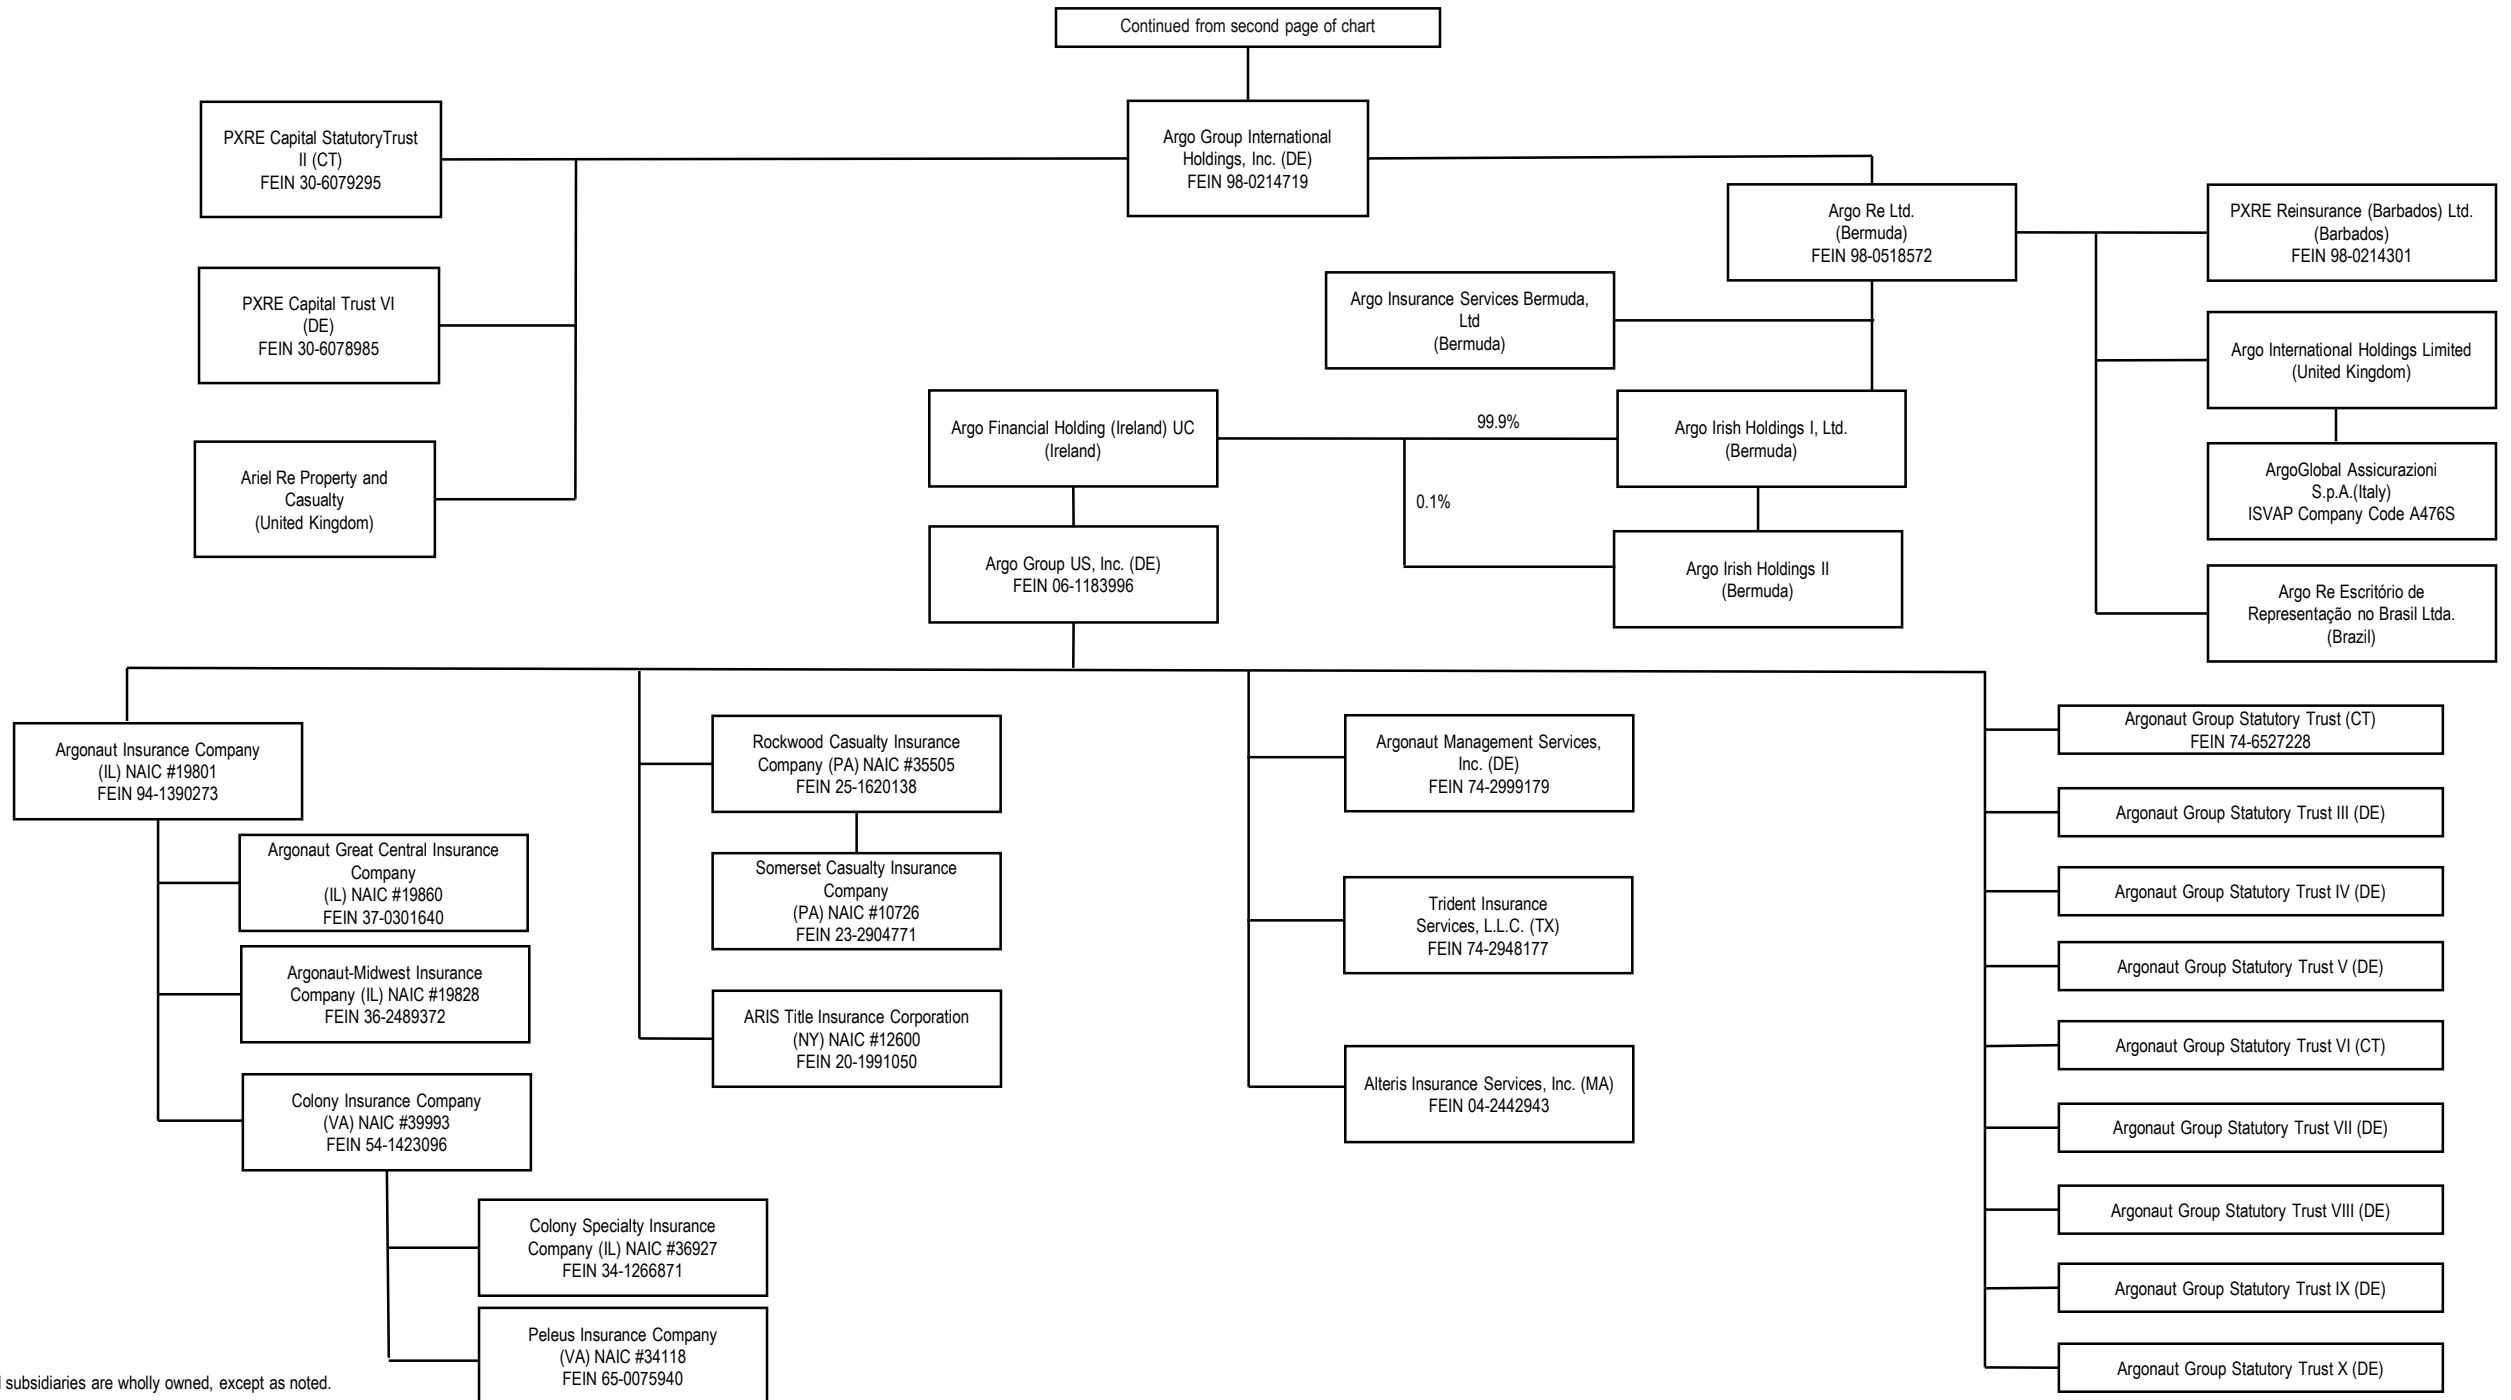 Continued from second page of chart
PXRE Capital StatutoryTrust
II (CT)
FEIN 30-6079295
Argo Group International
Holdings, Inc. (DE)
FEIN 98-0214719
Argo Re Ltd.
(Bermuda)
FEIN 98-0518572
PXRE Reinsurance (Barbados) Ltd.
(Barbados)
FEIN 98-0214301
PXRE Capital Trust VI
(DE)
FEIN 30-6078985
Argo Insurance Services Bermuda,
Ltd
(Bermuda)
Argo International Holdings Limited
(United Kingdom)
Argo Financial Holding (Ireland) UC
(Ireland)
99.9%
Argo Irish Holdings I, Ltd.
(Bermuda)
0.1%
ArgoGlobal Assicurazioni
S.p.A.(Italy)
ISVAP Company Code A476S
Ariel Re Property and
Casualty
(United Kingdom)
Argo Group US, Inc. (DE)
FEIN 06-1183996
Argo Irish Holdings II
(Bermuda)
Argo Re Escritório de
Representação no Brasil Ltda.
(Brazil)
Argonaut Insurance Company
(IL) NAIC #19801
FEIN 94-1390273
Argonaut Great Central Insurance
Company
(IL) NAIC #19860
FEIN 37-0301640
Argonaut-Midwest Insurance
Company (IL) NAIC #19828
FEIN 36-2489372
Colony Insurance Company
(VA) NAIC #39993
FEIN 54-1423096
Colony Specialty Insurance
Company (IL) NAIC #36927
FEIN 34-1266871
Peleus Insurance Company
(VA) NAIC #34118
FEIN 65-0075940
Rockwood Casualty Insurance
Company (PA) NAIC #35505
FEIN 25-1620138
Somerset Casualty Insurance
Company
(PA) NAIC #10726
FEIN 23-2904771
ARIS Title Insurance Corporation
(NY) NAIC #12600
FEIN 20-1991050
Argonaut Management Services,
Inc. (DE)
FEIN 74-2999179
Trident Insurance
Services, L.L.C. (TX)
FEIN 74-2948177
Alteris Insurance Services, Inc. (MA)
FEIN 04-2442943
Argonaut Group Statutory Trust (CT)
FEIN 74-6527228
Argonaut Group Statutory Trust III (DE)
Argonaut Group Statutory Trust IV (DE)
Argonaut Group Statutory Trust V (DE)
Argonaut Group Statutory Trust VI (CT)
Argonaut Group Statutory Trust VII (DE)
Argonaut Group Statutory Trust VIII (DE)
Argonaut Group Statutory Trust IX (DE)
Argonaut Group Statutory Trust X (DE)
subsidiaries are wholly owned, except as noted.